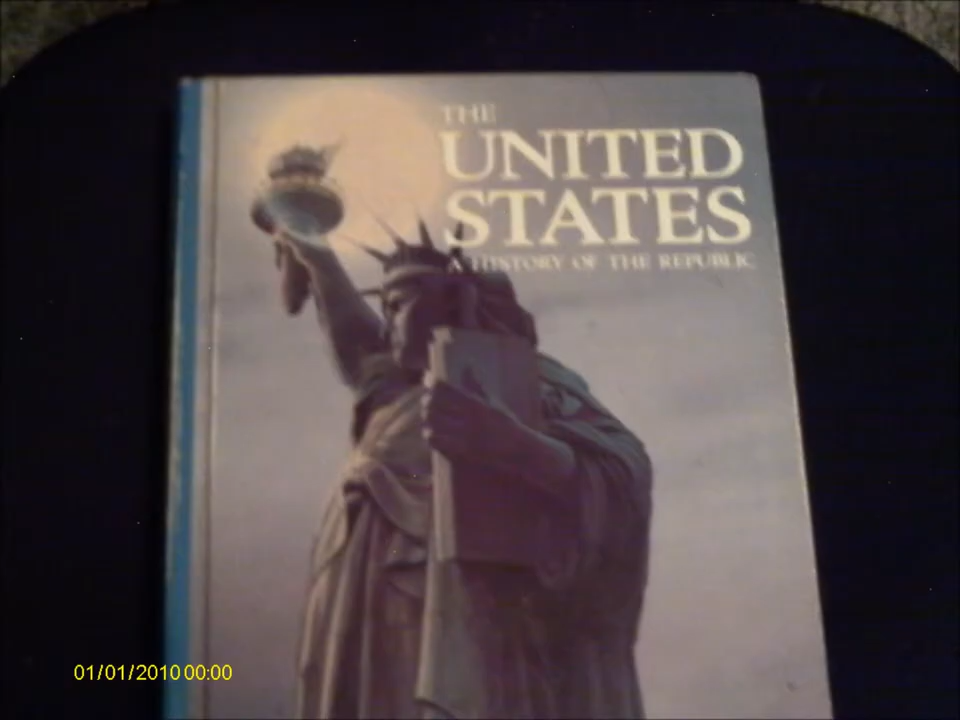 THE
UNITED
STATES
A HISTORY OF THE REPUBLIC
01/01/2010 00:00